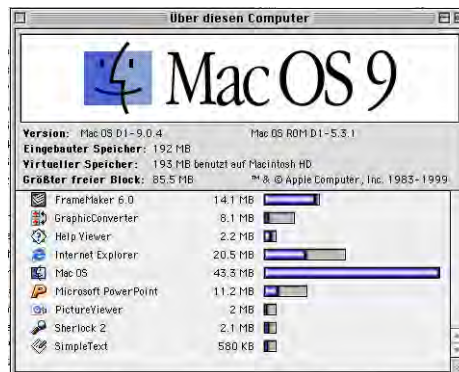 Über diesen Computer
Mac OS 9
Version: Mac OS D1-9.0.4 Mac OS ROM D1-5.3.1
Eingebauter Speicher: 192 MB
Virtueller Speicher: 193 MB benutzt auf Macintosh HD
Größter freier Block: 85.5 MB ™ & © Apple Computer, Inc. 1983-1999
FrameMaker 6.0 14.1 MB
GraphicConverter 8.1 MB
Help Viewer 2.2 MB
Internet Explorer 20.5 MB
Mac OS 43.3 MB
Microsoft PowerPoint 11.2 MB
PictureViewer 2 MB
Sherlock 2 2.1 MB
SimpleText 580 KB